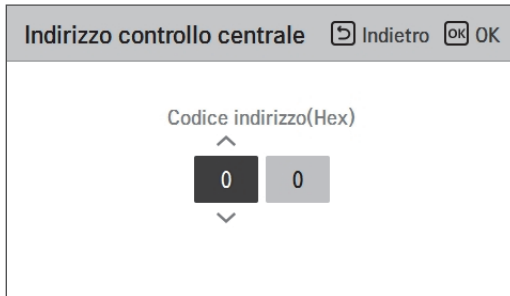 Indirizzo controllo centrale Indietro OK OK
Codice indirizzo(Hex)
0 0